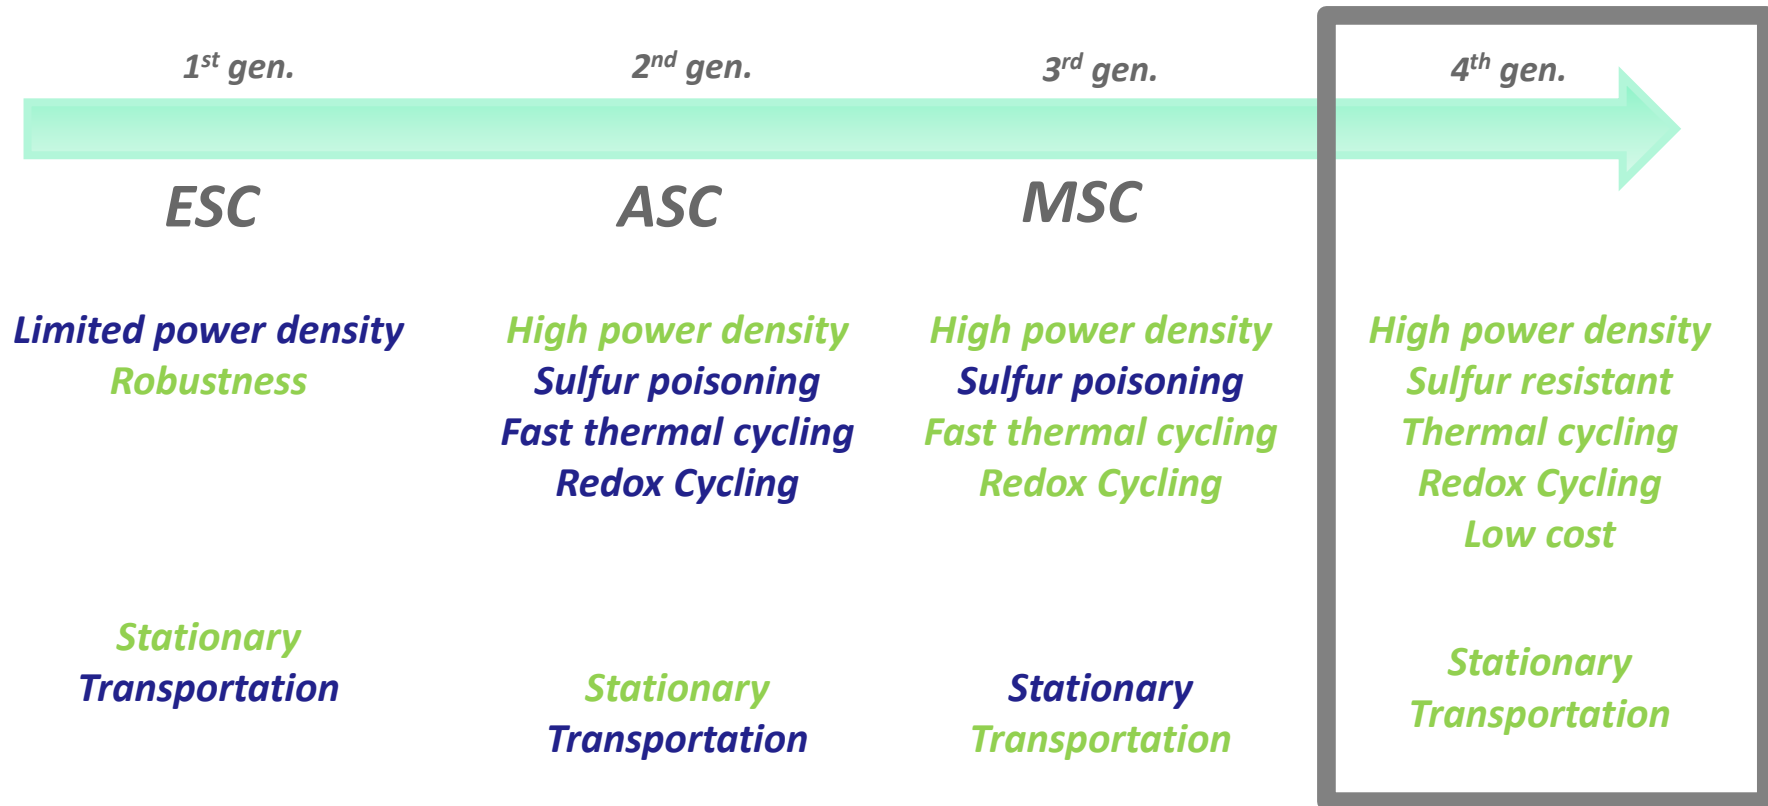 1st gen.
2nd gen.
3rd gen.
4th gen.
ESC
ASC
MSC
Limited power density
Robustness
High power density
Sulfur poisoning
Fast thermal cycling
Redox Cycling
High power density
Sulfur poisoning
Fast thermal cycling
Redox Cycling
High power density
Sulfur resistant
Thermal cycling
Redox Cycling
Low cost
Stationary
Transportation
Stationary
Transportation
Stationary
Transportation
Stationary
Transportation